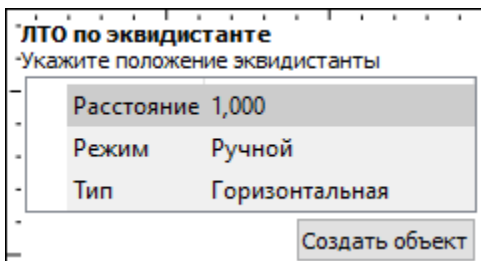 ЛТО по эквидистанте
Укажите положение эквидистанты
Расстояние 1,000
Режим Ручной
Тип Горизонтальная
Создать объект